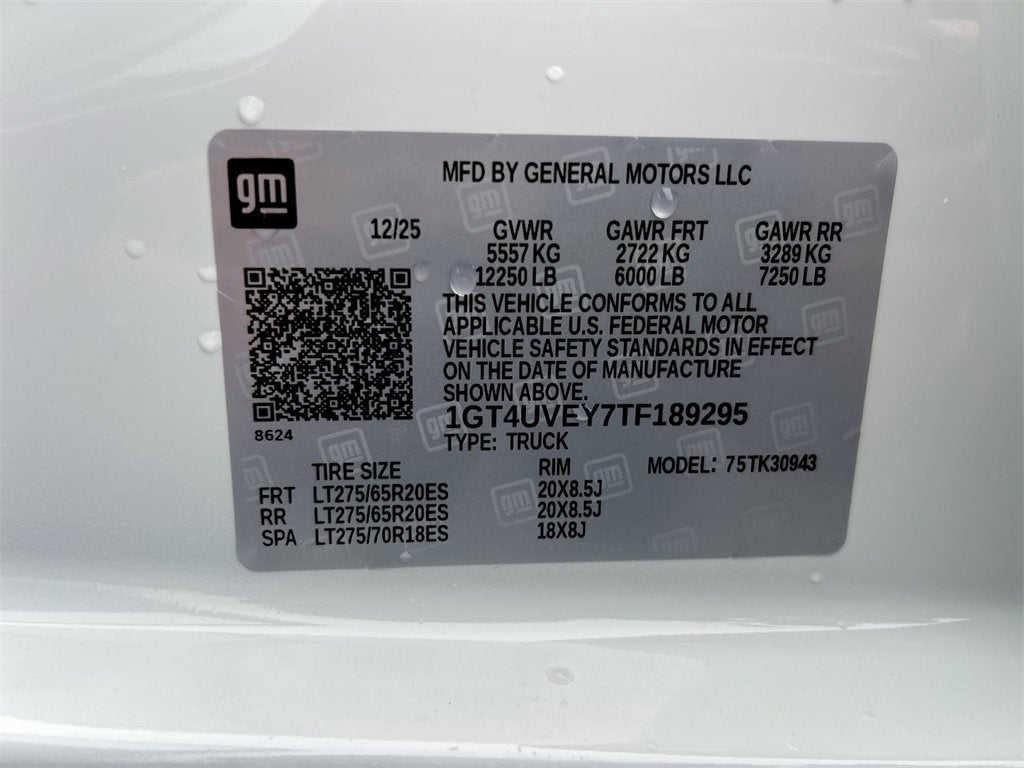 gm
MFD BY GENERAL MOTORS LLC
12/25 GVWR GAWR FRT GAWR RR
5557 KG 2722 KG 3289 KG
12250 LB 6000 LB 7250 LB
THIS VEHICLE CONFORMS TO ALL
APPLICABLE U.S. FEDERAL MOTOR
VEHICLE SAFETY STANDARDS IN EFFECT
ON THE DATE OF MANUFACTURE
SHOWN ABOVE.
1GT4UVEY7TF189295
8624
TYPE: TRUCK
TIRE SIZE RIM MODEL: 75TK30943
FRT LT275/65R20ES 20X8.5J
RR LT275/65R20ES 20X8.5J
SPA LT275/70R18ES 18X8J